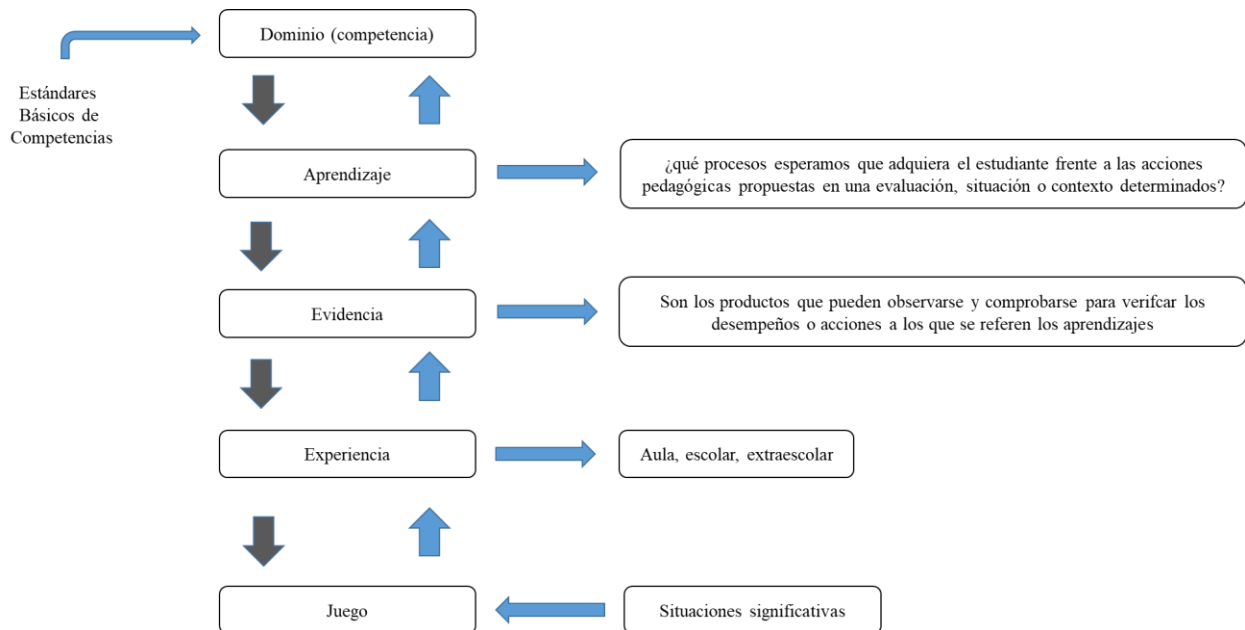 Dominio (competencia)
Estándares
Básicos de
Competencias
Aprendizaje
¿qué procesos esperamos que adquiera el estudiante frente a las acciones
pedagógicas propuestas en una evaluación, situación o contexto determinados?
Evidencia
Son los productos que pueden observarse y comprobarse para verifcar los
desempeños o acciones a los que se referen los aprendizajes
Experiencia
Aula, escolar, extraescolar
Juego
Situaciones significativas